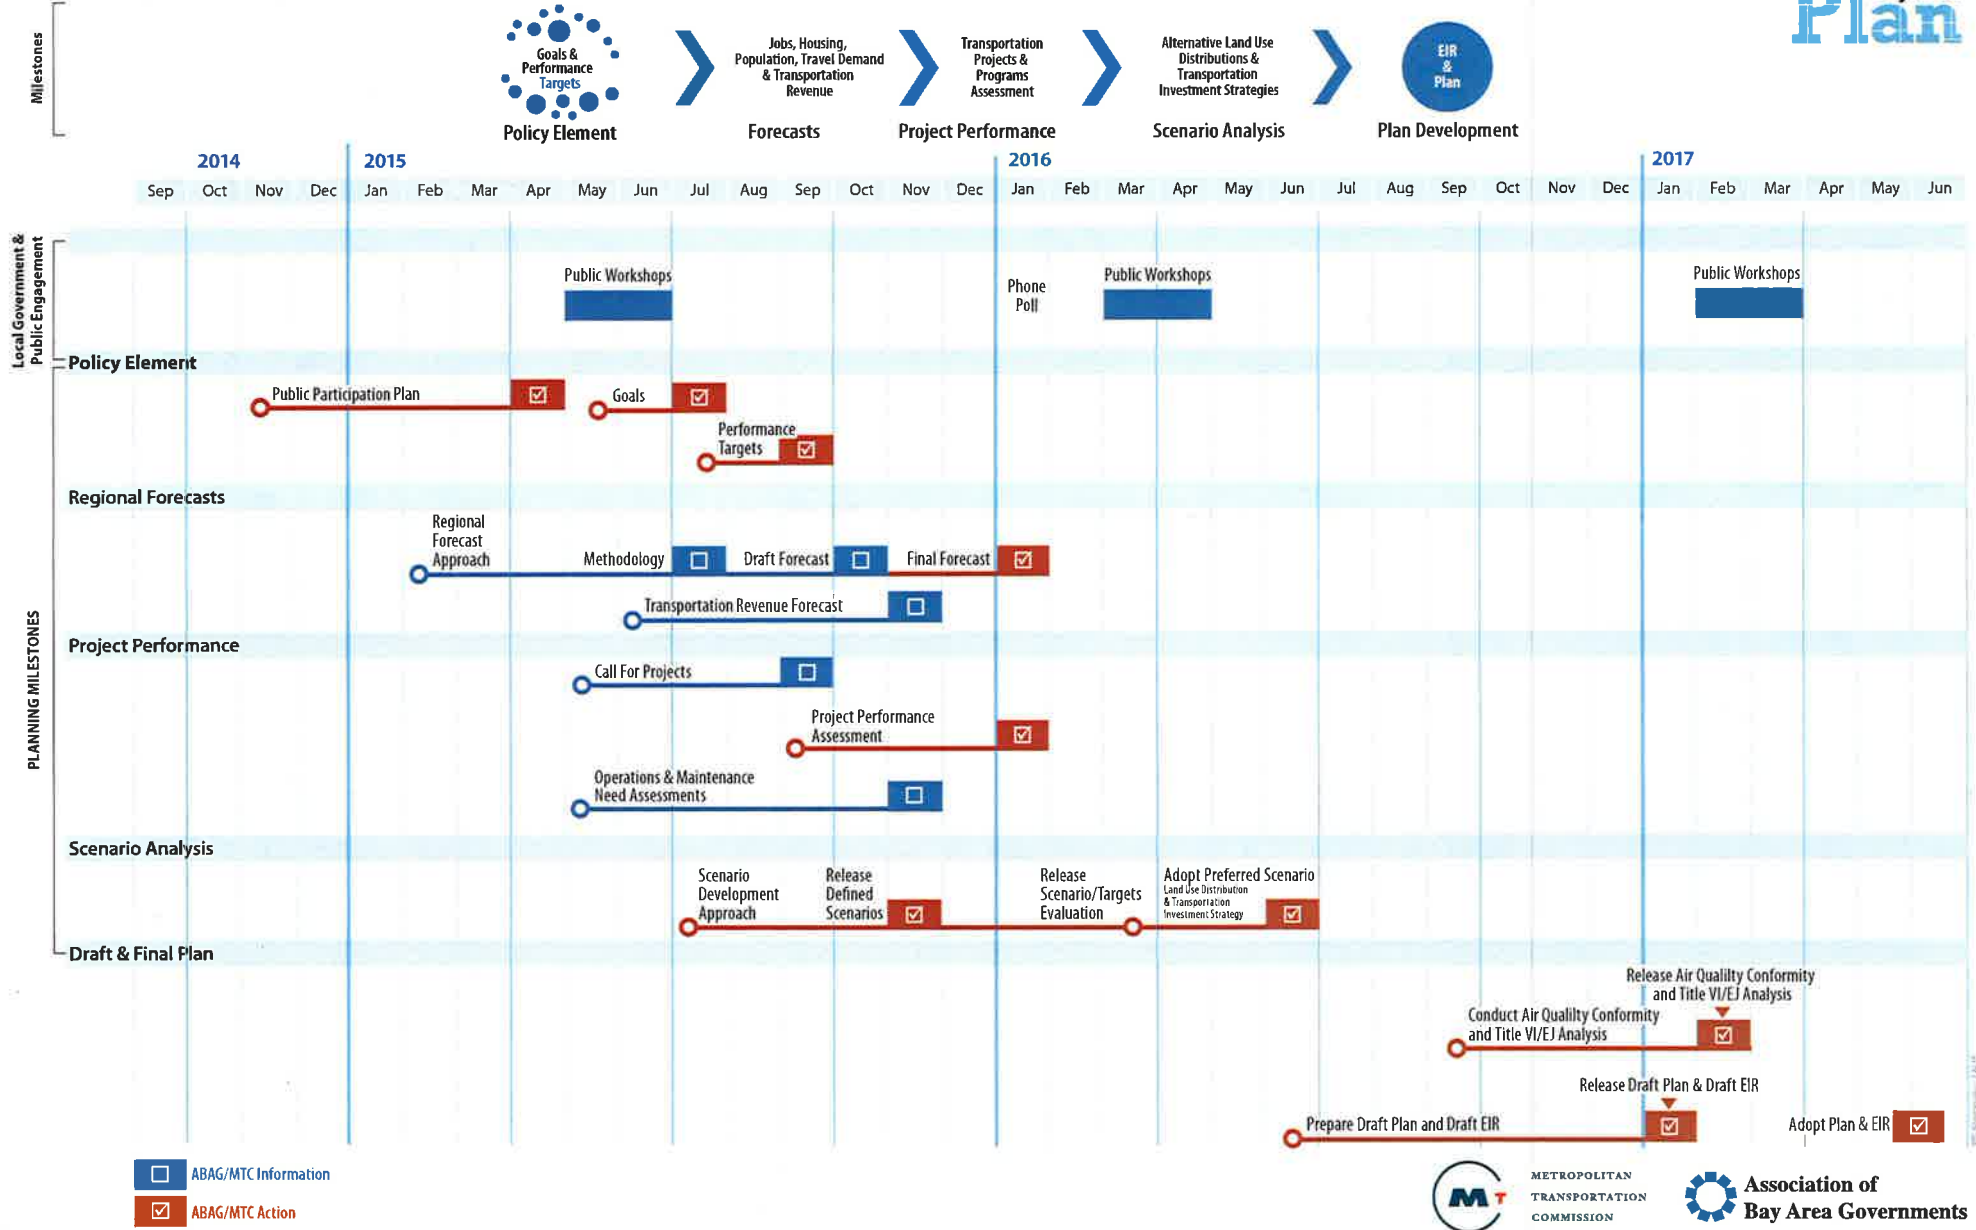 Plan
Milestones
Goals &
Performance
Targets
Policy Element
Jobs, Housing,
Population, Travel Demand
& Transportation
Revenue
Forecasts
Transportation
Projects &
Programs
Assessment
Project Performance
Alternative Land Use
Distributions &
Transportation
Investment Strategies
Scenario Analysis
EIR
&
Plan
Plan Development
2014 2015 2016 2017
Sep Oct Nov Dec Jan Feb Mar Apr May Jun Jul Aug Sep Oct Nov Dec Jan Feb Mar Apr May Jun Jul Aug Sep Oct Nov Dec Jan Feb Mar Apr May Jun
Local Government &
Public Engagement
Public Workshops
Phone
Poll
Public Workshops
Public Workshops
PLANNING MILESTONES
Policy Element
Public Participation Plan
Goals
Performance
Targets
Regional Forecasts
Regional
Forecast
Approach
Methodology
Draft Forecast
Final Forecast
Transportation Revenue Forecast
Project Performance
Call For Projects
Project Performance
Assessment
Operations & Maintenance
Need Assessments
Scenario Analysis
Scenario
Development
Approach
Release
Defined
Scenarios
Release
Scenario/Targets
Evaluation
Adopt Preferred Scenario
Land Use Distribution
& Transportation
Investment Strategy
Draft & Final Plan
Release Air Qualilty Conformity
and Title VI/EJ Analysis
Conduct Air Qualilty Conformity
and Title VI/EJ Analysis
Release Draft Plan & Draft EIR
Prepare Draft Plan and Draft EIR
Adopt Plan & EIR
ABAG/MTC Information
ABAG/MTC Action
MT
METROPOLITAN
TRANSPORTATION
COMMISSION
Association of
Bay Area Governments